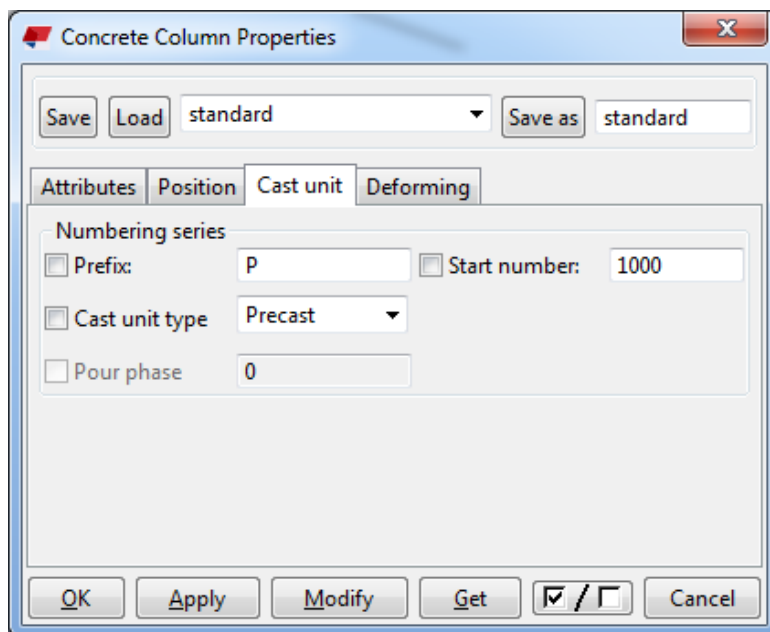 Concrete Column Properties
Save Load standard Save as standard
Attributes Position Cast unit Deforming
Numbering series
Prefix: P Start number: 1000
Cast unit type Precast
Pour phase 0
OK Apply Modify Get / Cancel